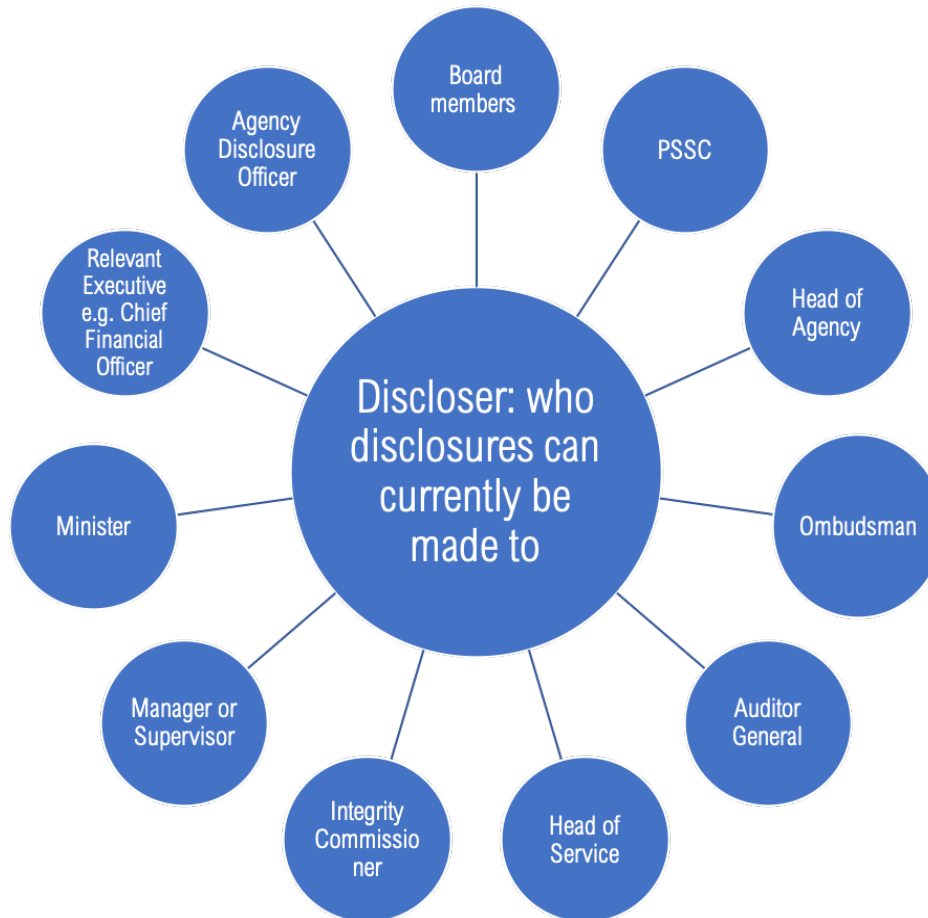 Board
members
PSSC
Head of
Agency
Ombudsman
Auditor
General
Head of
Service
Integrity
Commissio
ner
Manager or
Supervisor
Minister
Relevant
Executive
e.g. Chief
Financial
Officer
Agency
Disclosure
Officer
Discloser: who
disclosures can
currently be
made to